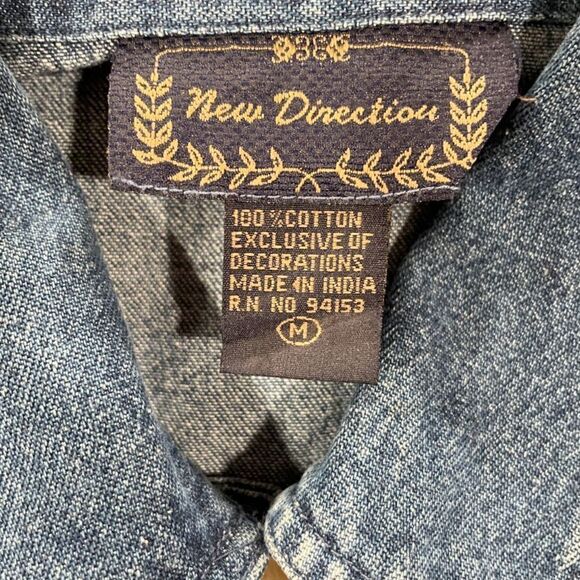 New Direction
100% COTTON
EXCLUSIVE OF
DECORATIONS
MADE IN INDIA
R.N. NO 94153
M